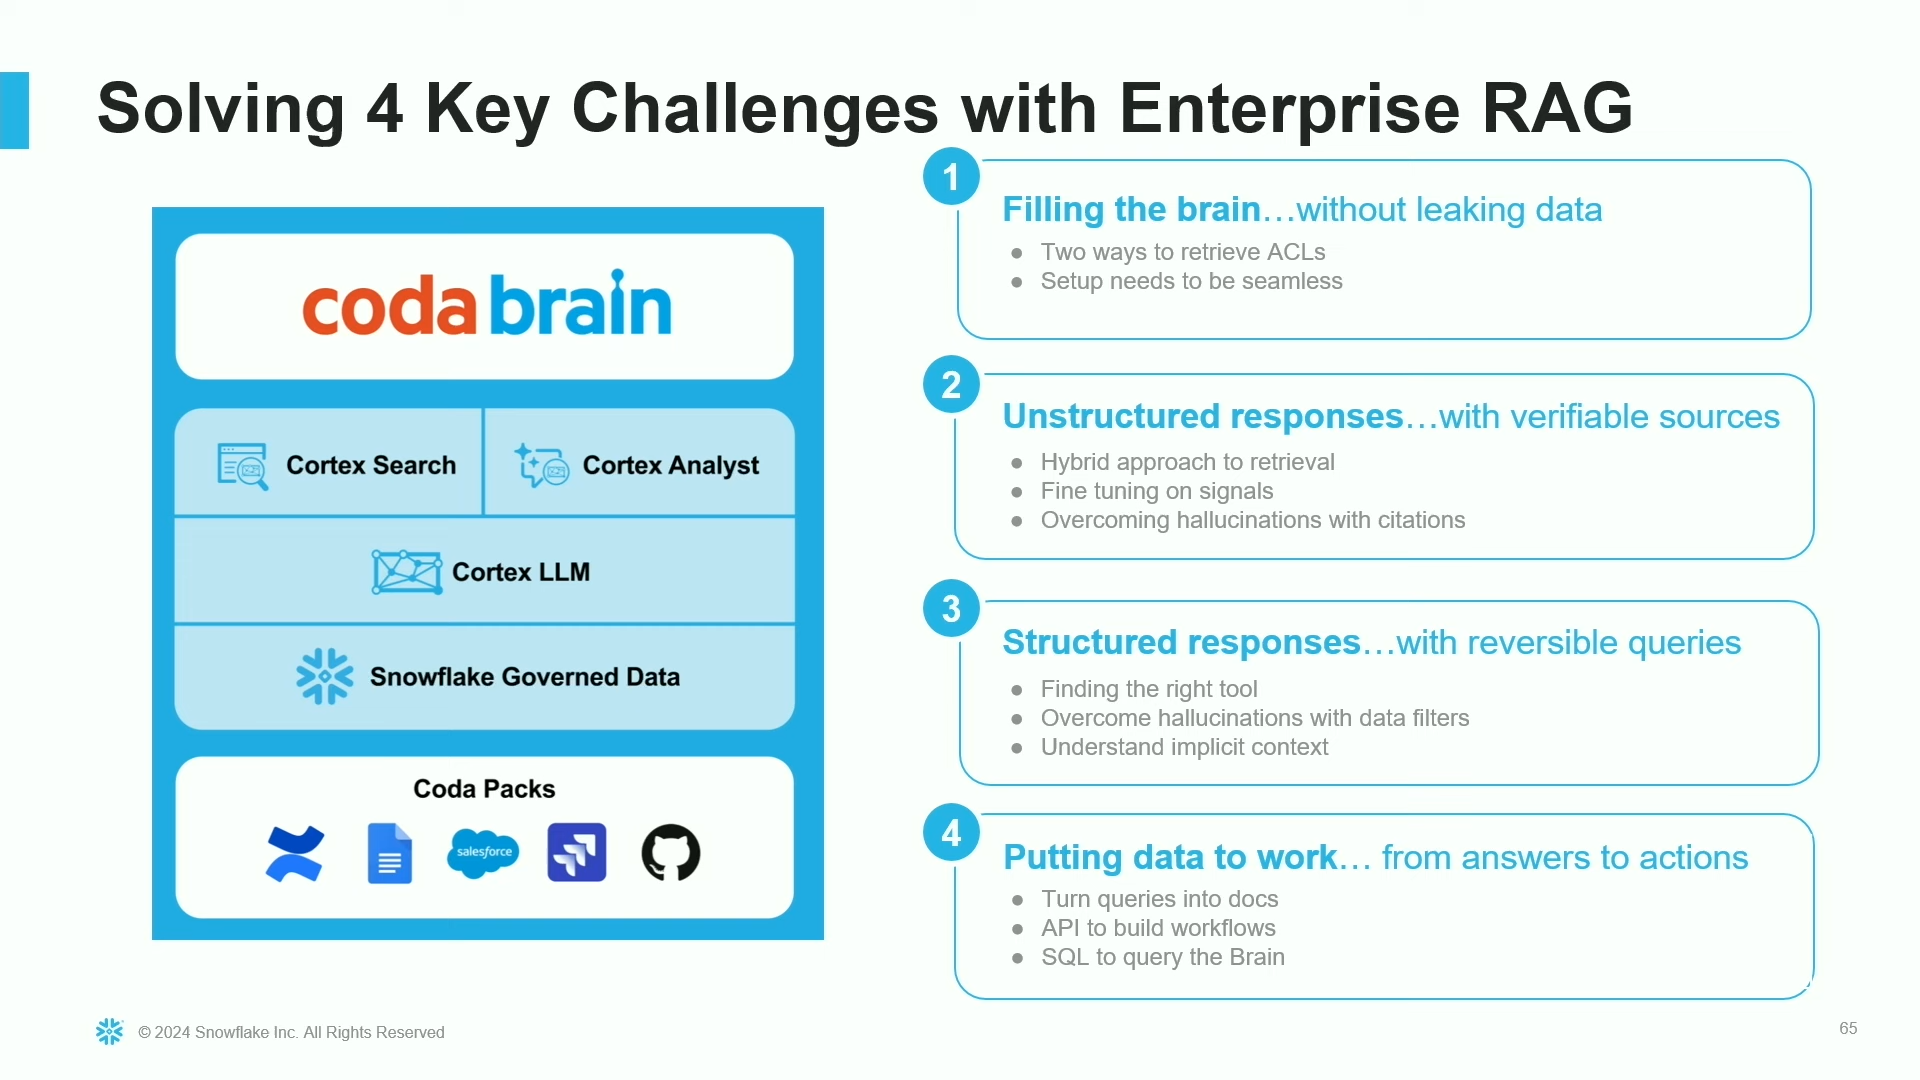 Solving 4 Key Challenges with Enterprise RAG
coda brain
Cortex Search
Cortex Analyst
Cortex LLM
Snowflake Governed Data
Coda Packs
salesforce
1
Filling the brain…without leaking data
● Two ways to retrieve ACLs
● Setup needs to be seamless
2
Unstructured responses…with verifiable sources
● Hybrid approach to retrieval
● Fine tuning on signals
● Overcoming hallucinations with citations
3
Structured responses…with reversible queries
● Finding the right tool
● Overcome hallucinations with data filters
● Understand implicit context
4
Putting data to work… from answers to actions
● Turn queries into docs
● API to build workflows
● SQL to query the Brain
© 2024 Snowflake Inc. All Rights Reserved
65